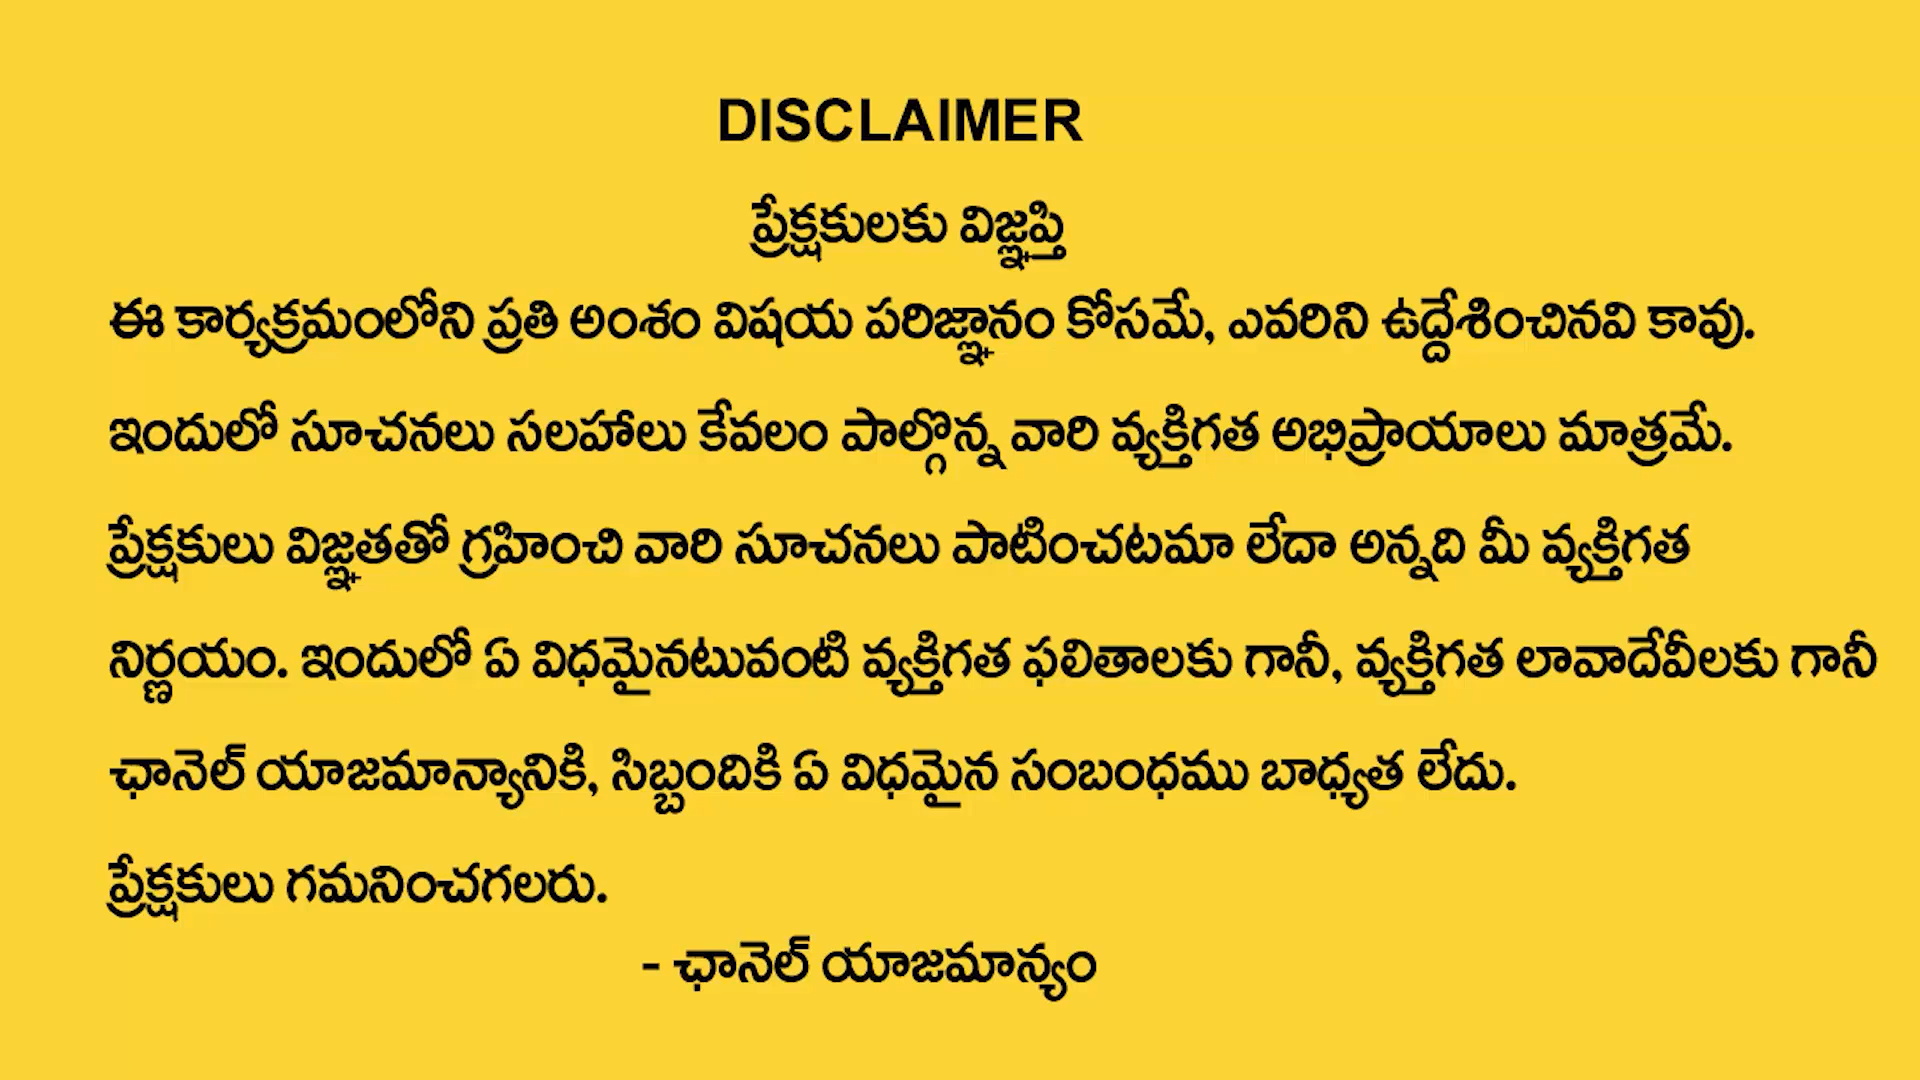 DISCLAIMER
ప్రేక్షకులకు విజ్ఞప్తి
ఈ కార్యక్రమంలోని ప్రతి అంశం విషయ పరిజ్ఞానం కోసమే, ఎవరిని ఉద్దేశించినవి కావు.
ఇందులో సూచనలు సలహాలు కేవలం పాల్గొన్న వారి వ్యక్తిగత అభిప్రాయాలు మాత్రమే.
ప్రేక్షకులు విజ్ఞతతో గ్రహించి వారి సూచనలు పాటించటమా లేదా అన్నది మీ వ్యక్తిగత
నిర్ణయం. ఇందులో ఏ విధమైనటువంటి వ్యక్తిగత ఫలితాలకు గానీ, వ్యక్తిగత లావాదేవీలకు గానీ
ఛానెల్ యాజమాన్యానికి, సిబ్బందికి ఏ విధమైన సంబంధము బాధ్యత లేదు.
ప్రేక్షకులు గమనించగలరు.
- ఛానెల్ యాజమాన్యం